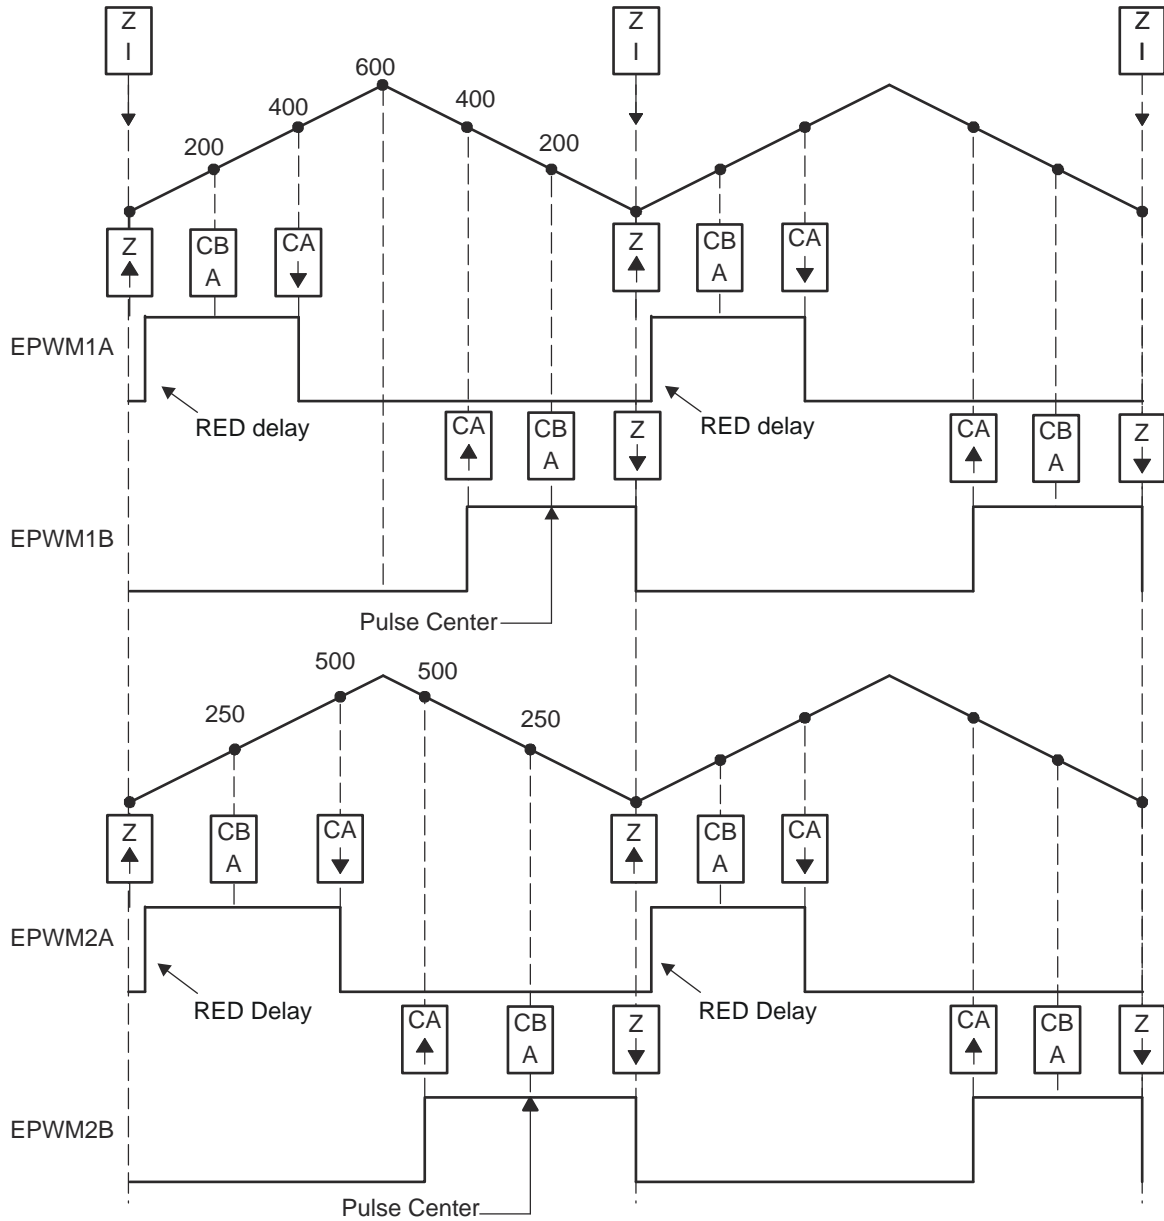 Z Z Z
I I I
600
400 400
200 200
Z CB CA Z CB CA
A A
EPWM1A
RED delay RED delay
CA CB Z CA CB Z
A A
EPWM1B
Pulse Center
500 500
250 250
Z CB CA Z CB CA
A A
EPWM2A
RED Delay RED Delay
CA CB Z CA CB Z
A A
EPWM2B
Pulse Center